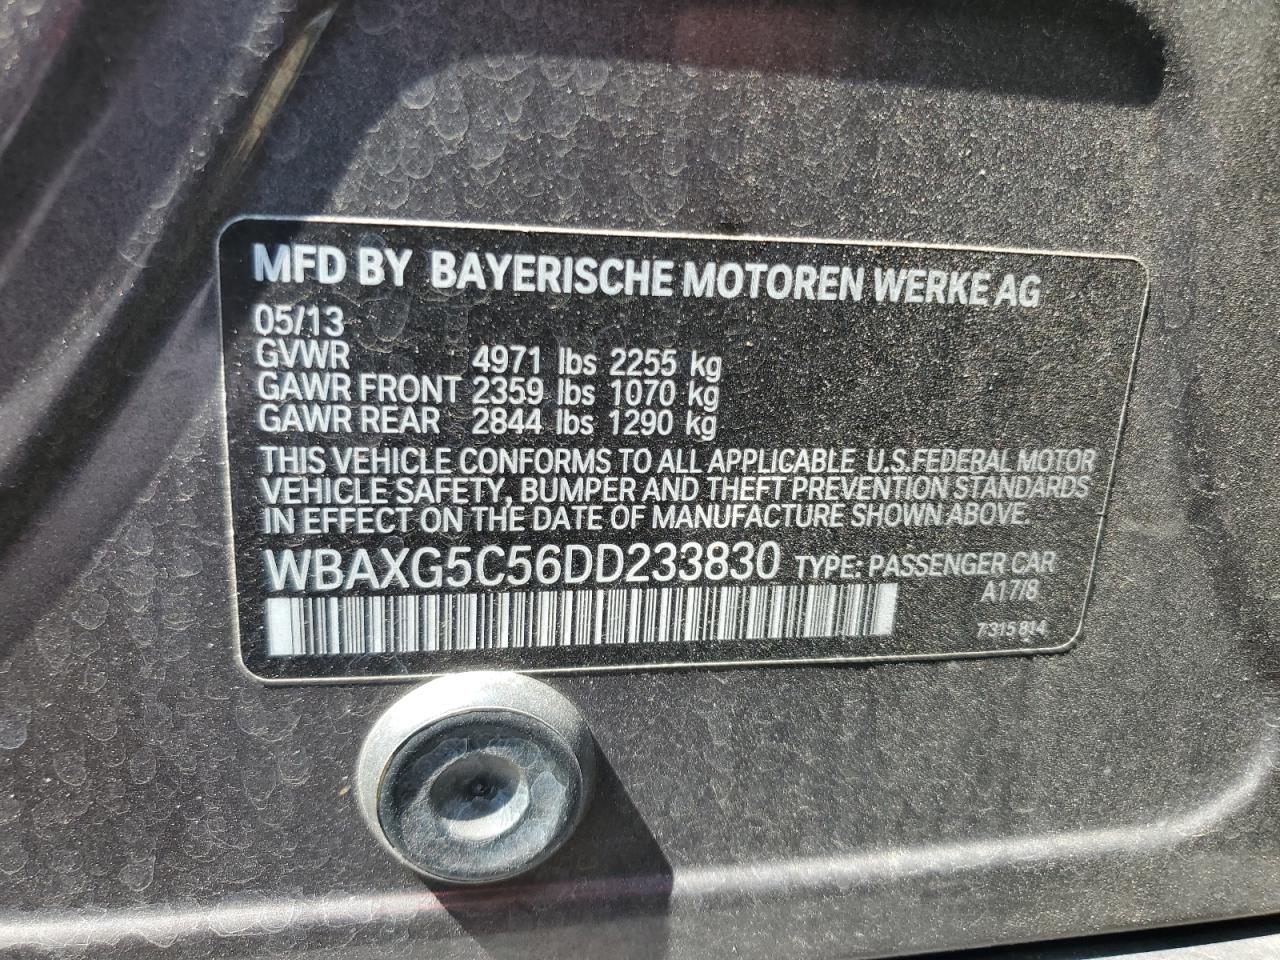 MFD BY BAYERISCHE MOTOREN WERKE AG
05/13
GVWR 4971 lbs 2255 kg
GAWR FRONT 2359 lbs 1070 kg
GAWR REAR 2844 lbs 1290 kg
THIS VEHICLE CONFORMS TO ALL APPLICABLE U.S.FEDERAL MOTOR
VEHICLE SAFETY, BUMPER AND THEFT PREVENTION STANDARDS
IN EFFECT ON THE DATE OF MANUFACTURE SHOWN ABOVE.
WBAXG5C56DD233830 TYPE: PASSENGER CAR
A17/8
7315814